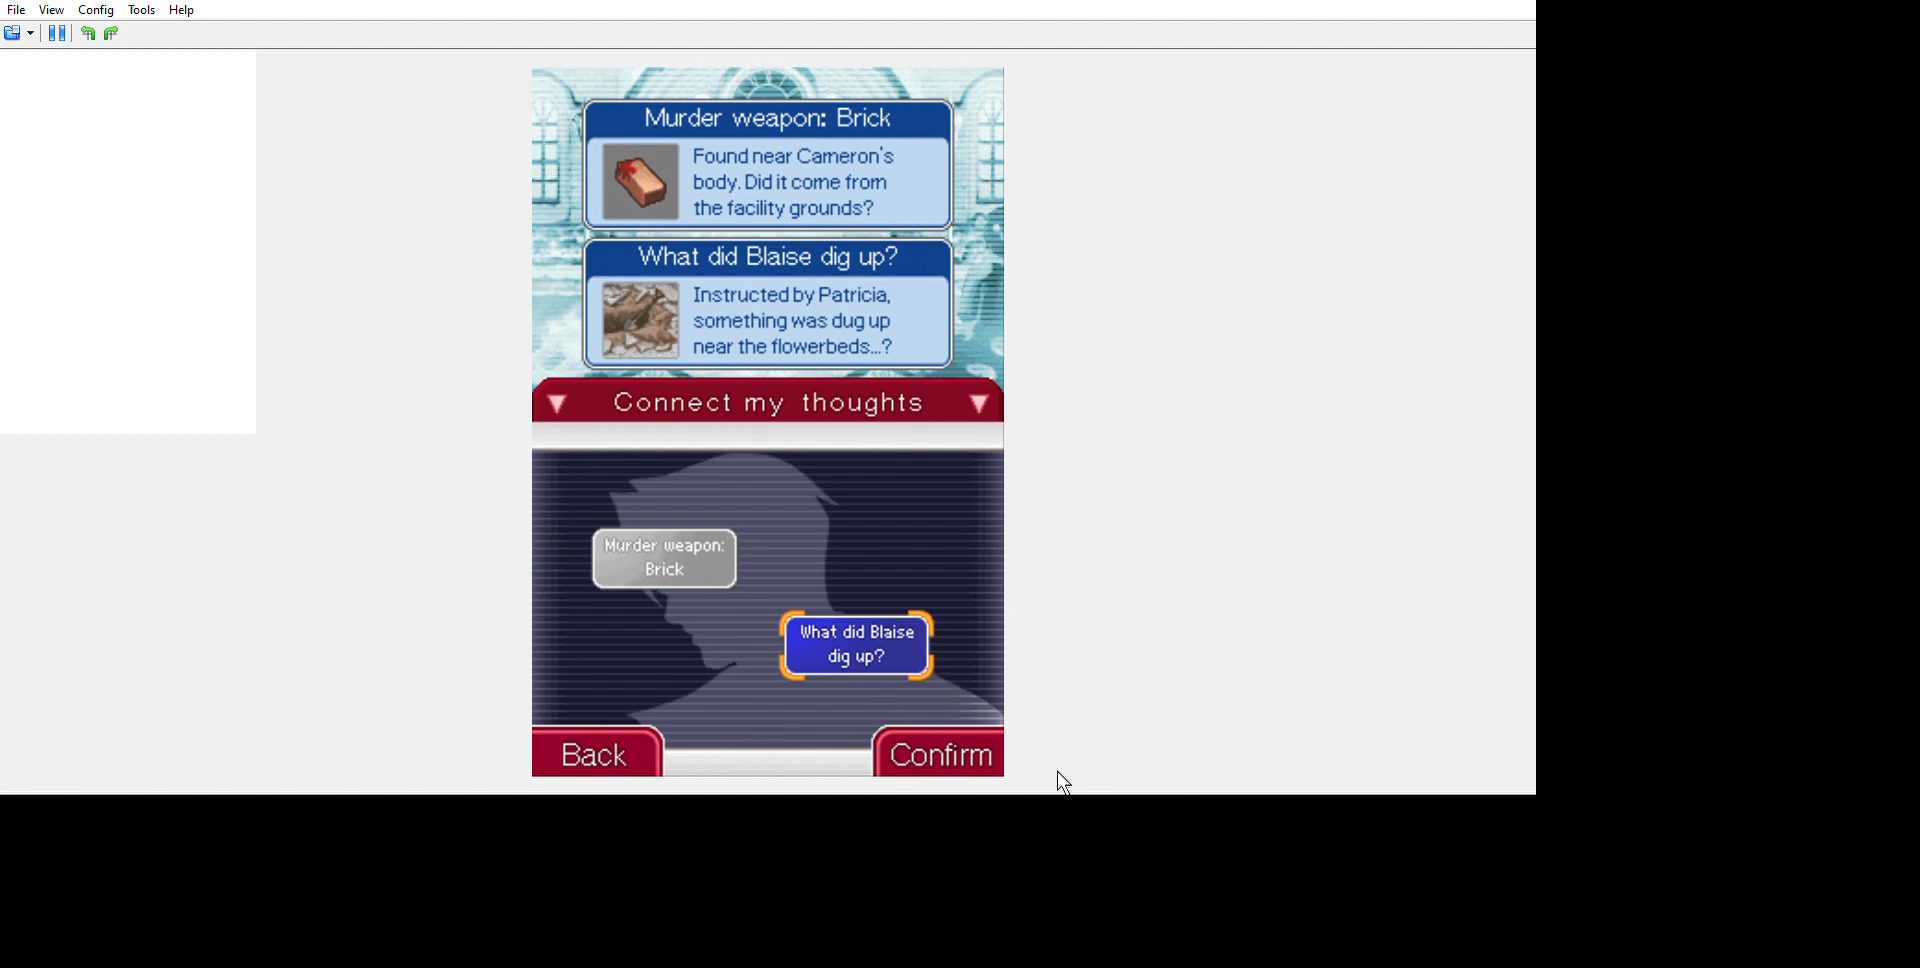 File View Config Tools Help
Murder weapon: Brick
Found near Cameron's
body. Did it come from
the facility grounds?
What did Blaise dig up?
Instructed by Patricia,
something was dug up
near the flowerbeds...?
Connect my thoughts
Murder weapon:
Brick
What did Blaise
dig up?
Back
Confirm